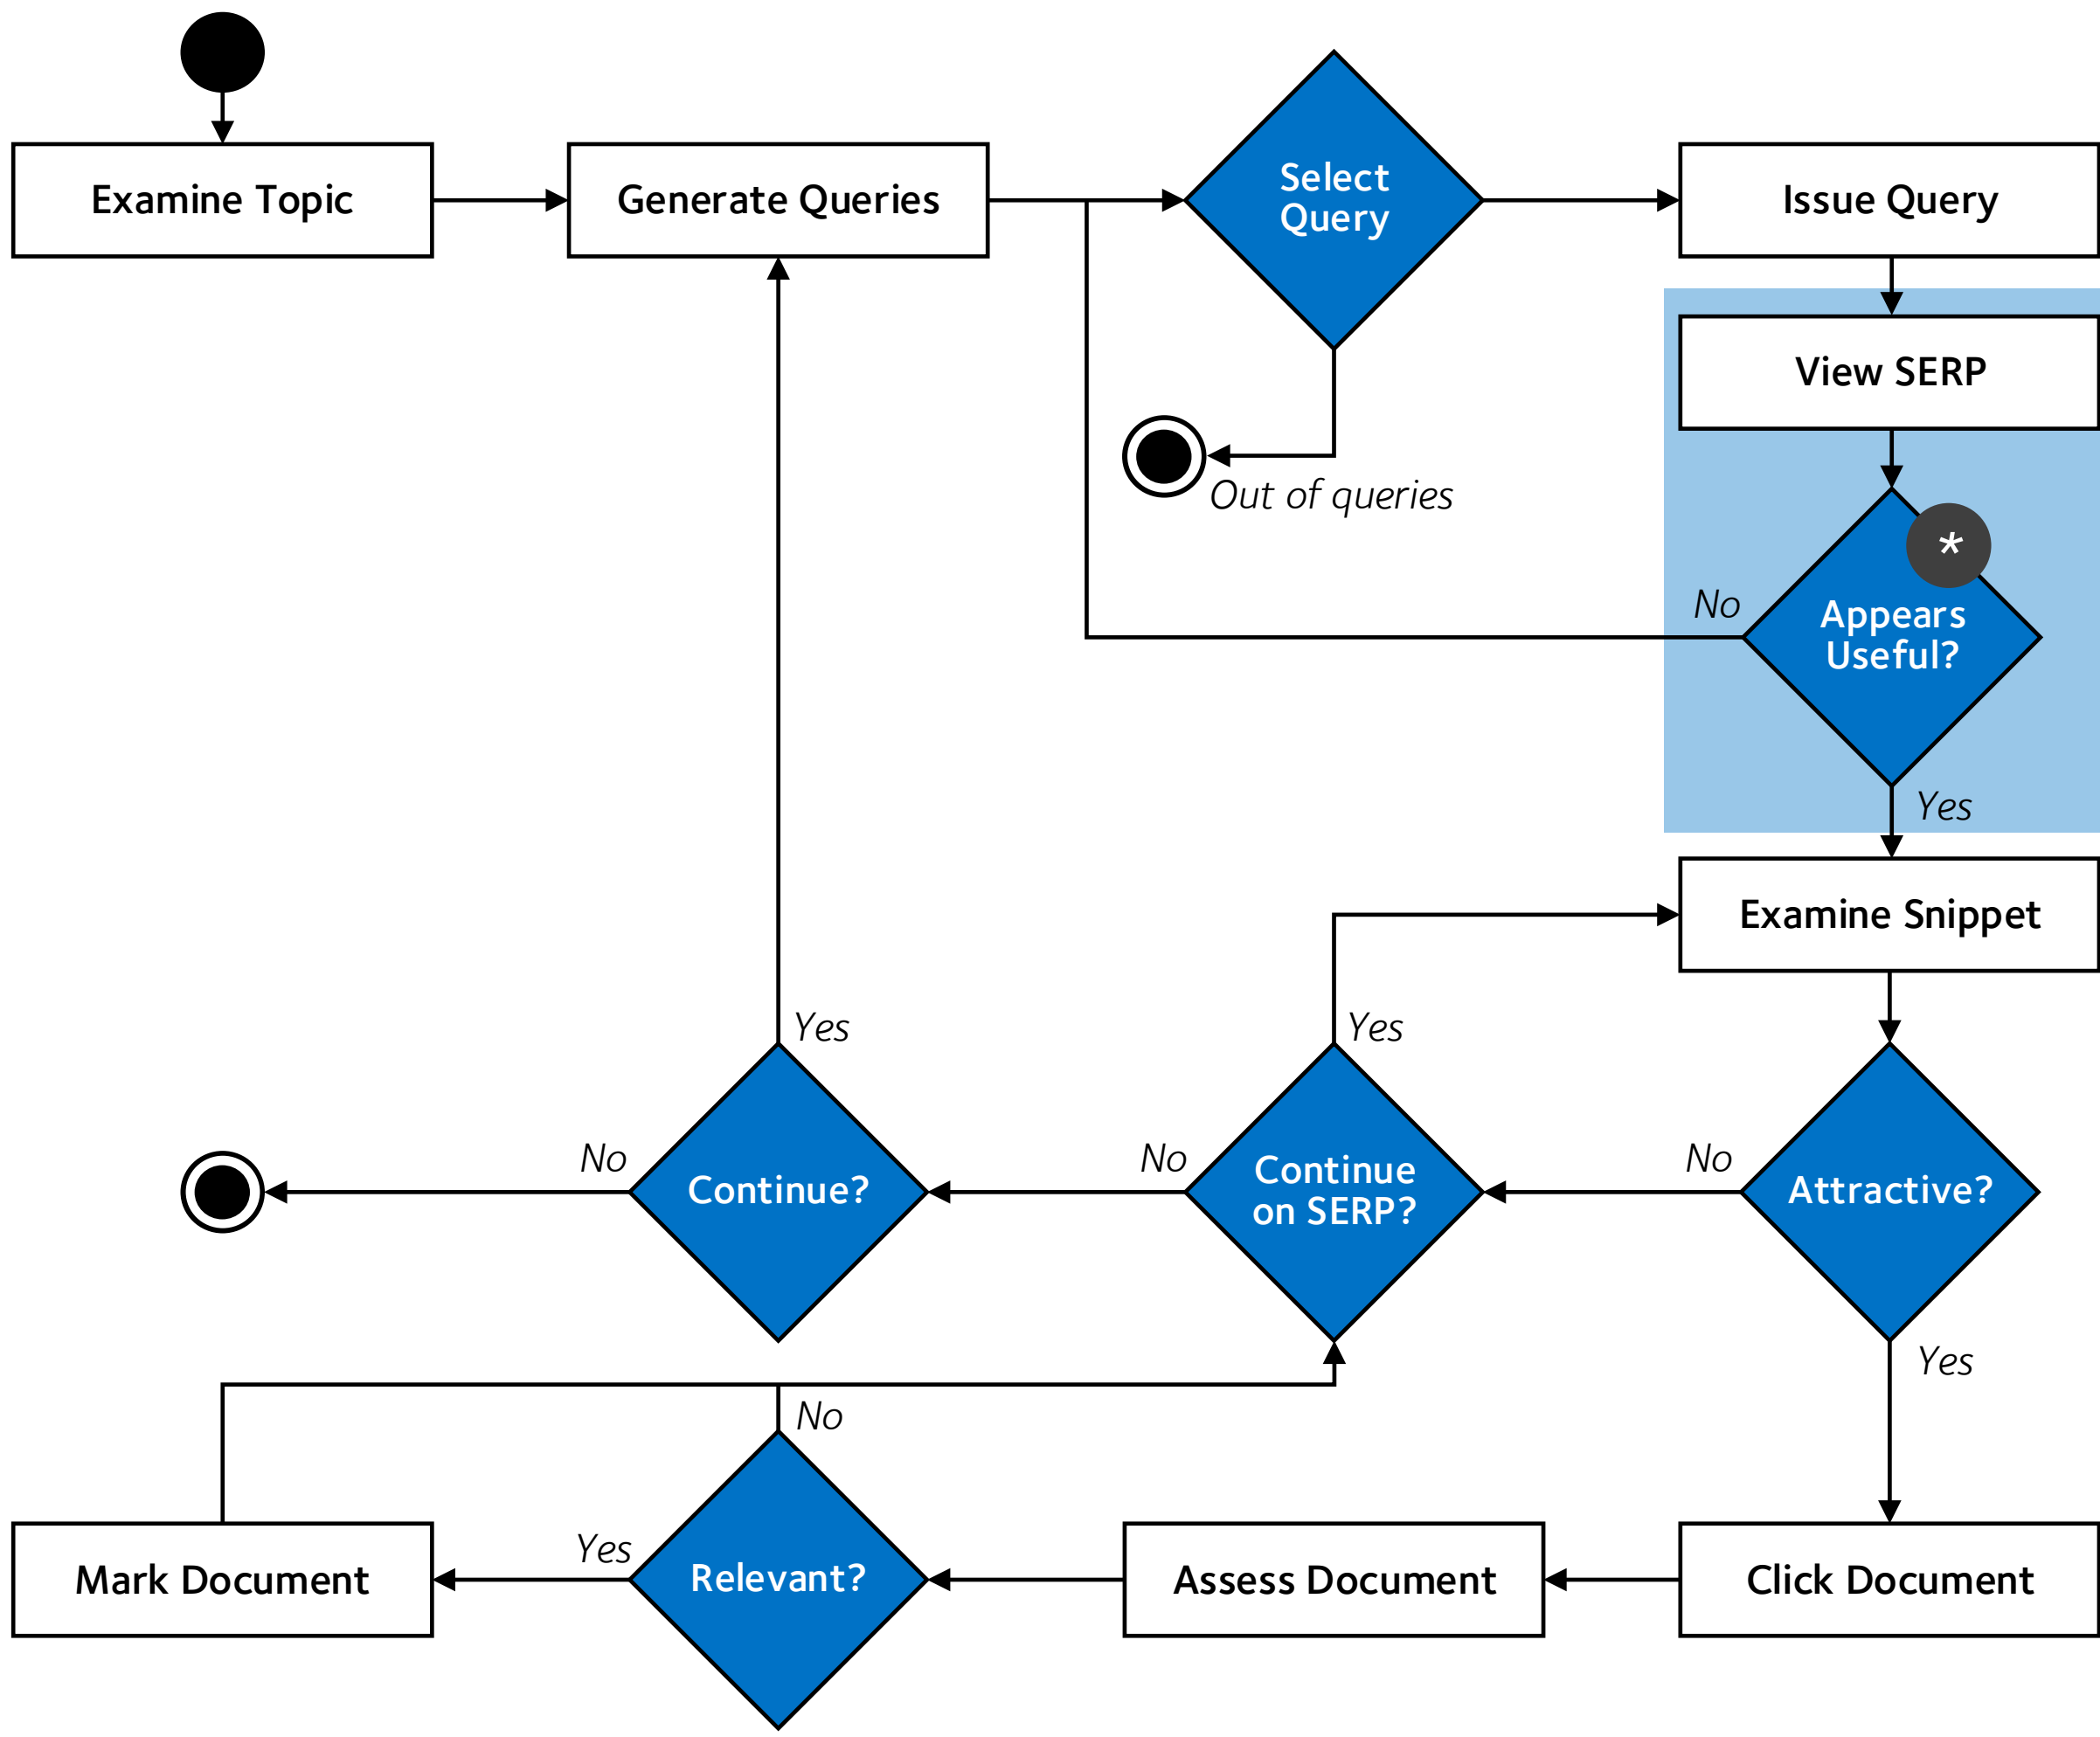 Examine Topic
Generate Queries
Select
Query
Issue Query
View SERP
Out of queries
*
No
Appears
Useful?
Yes
Examine Snippet
Yes
Yes
No
Continue?
No
Continue
on SERP?
No
Attractive?
Yes
No
Mark Document
Yes
Relevant?
Assess Document
Click Document